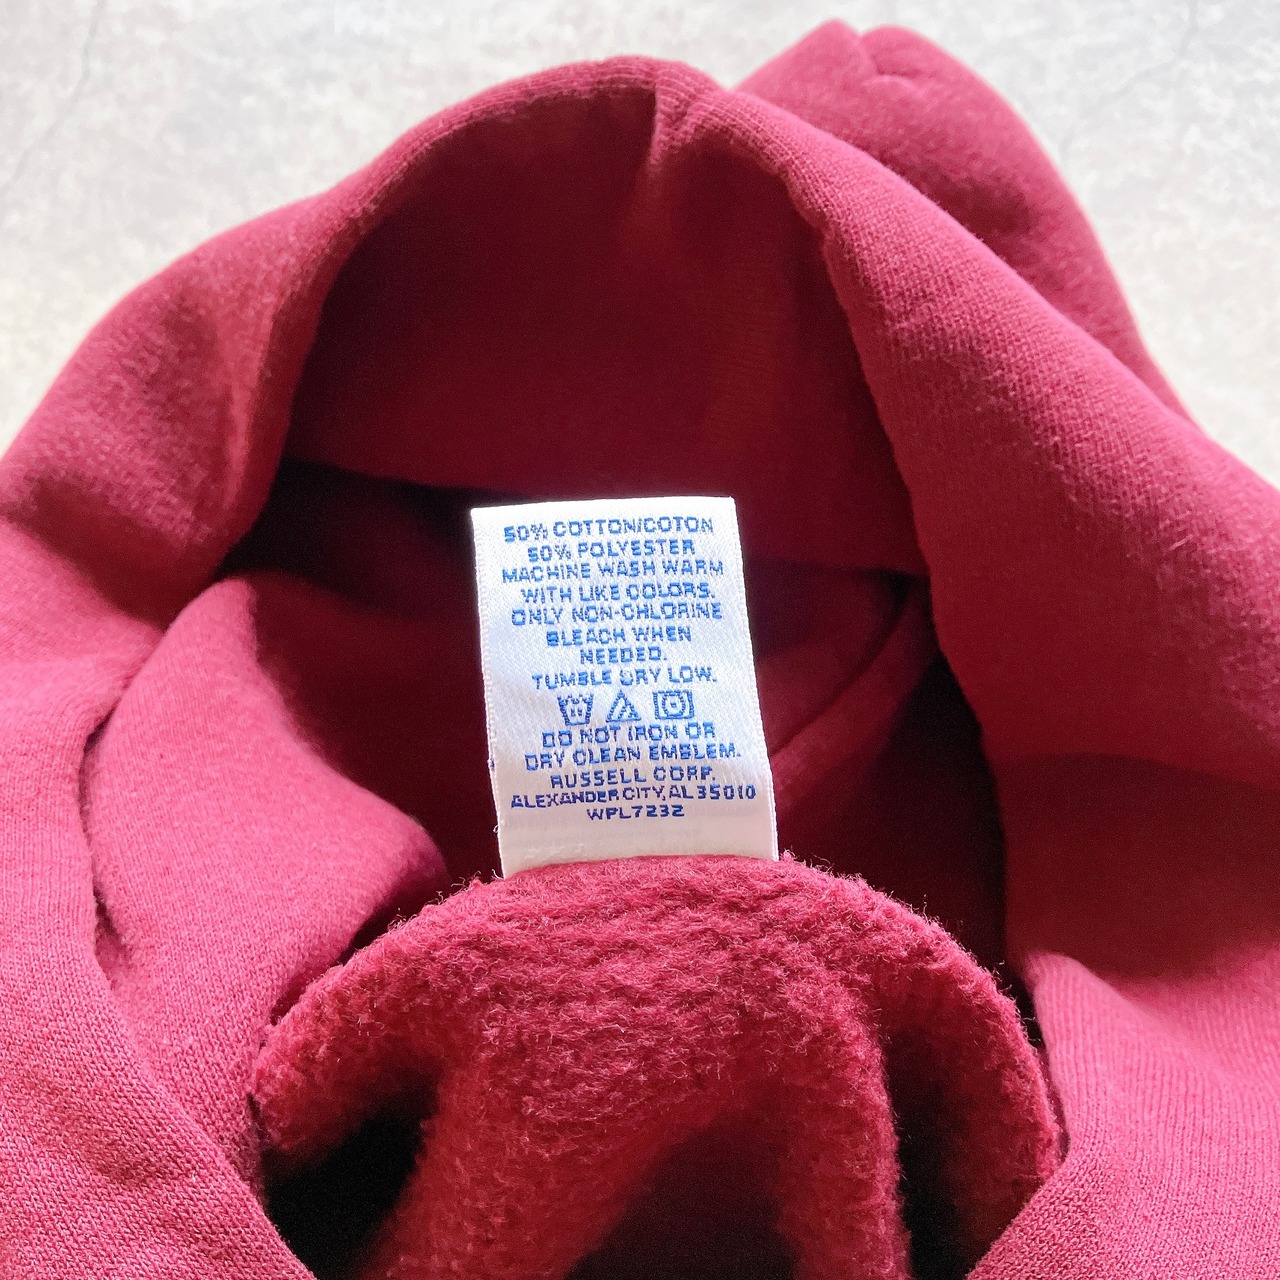 50% COTTON/COTON
50% POLYESTER
MACHINE WASH WARM
WITH LIKE COLORS.
ONLY NON-CHLORINE
BLEACH WHEN
NEEDED.
TUMBLE DRY LOW.
DO NOT IRON OR
DRY CLEAN EMBLEM.
RUSSELL CORP.
ALEXANDER CITY, AL 35010
WPL7232